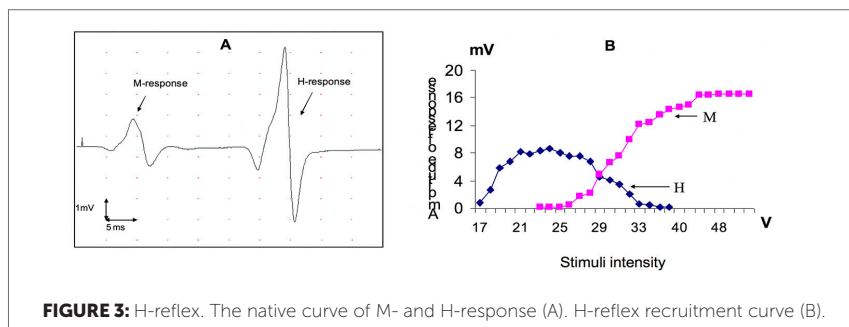 A
M-response
H-response
1mV
5 ms
B
mV
Amplitude of responses
20
16
12
8
4
0
M
H
17 21 25 29 33 40 48 V
Stimuli intensity
FIGURE 3: H-reflex. The native curve of M- and H-response (A). H-reflex recruitment curve (B).